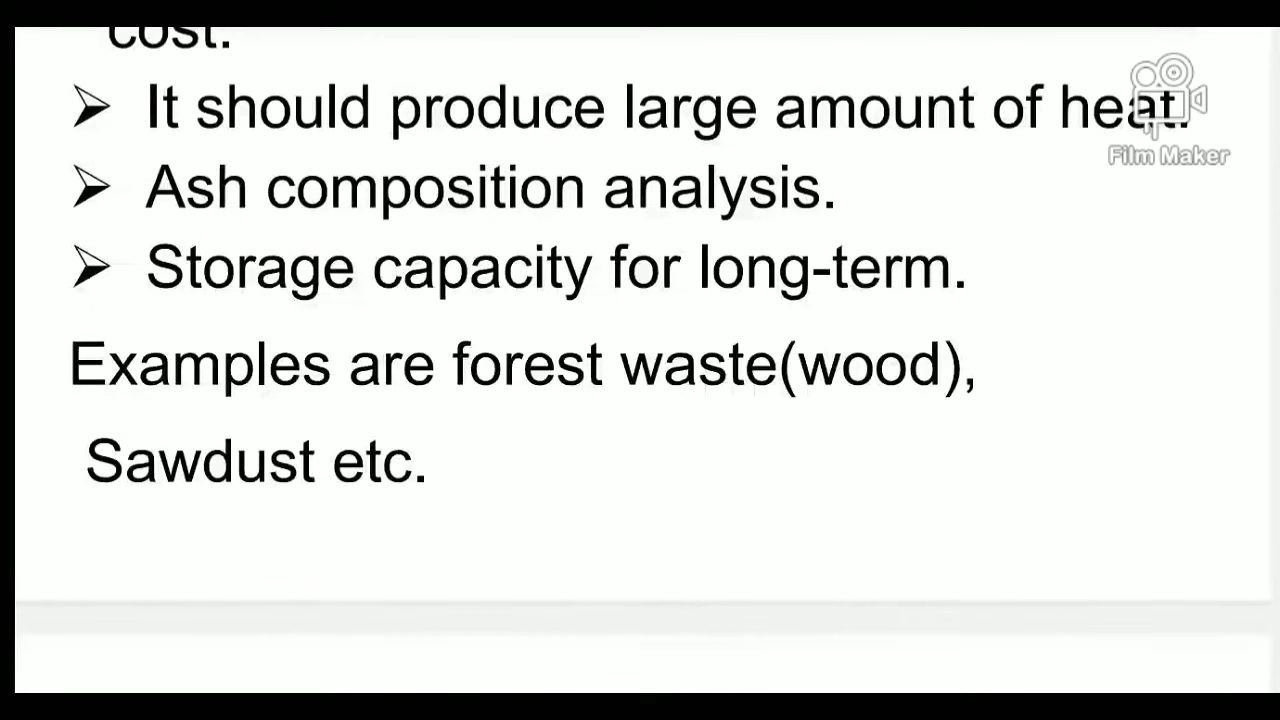 cost.
➢ It should produce large amount of heat.
Film Maker
➢ Ash composition analysis.
➢ Storage capacity for long-term.
Examples are forest waste(wood),
Sawdust etc.